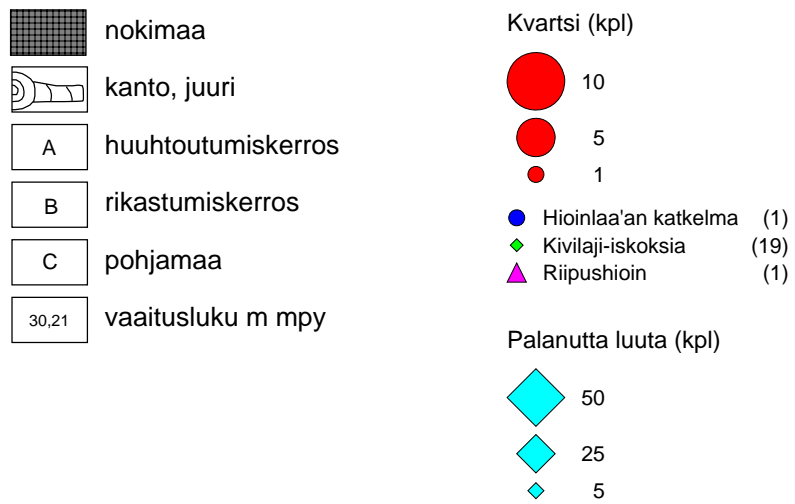 nokimaa
kanto, juuri
A huuhtoutumiskerros
B rikastumiskerros
C pohjamaa
30,21 vaaitusluku m mpy
Kvartsi (kpl)
10
5
1
Hioinlaa'an katkelma (1)
Kivilaji-iskoksia (19)
Riipushioin (1)
Palanutta luuta (kpl)
50
25
5